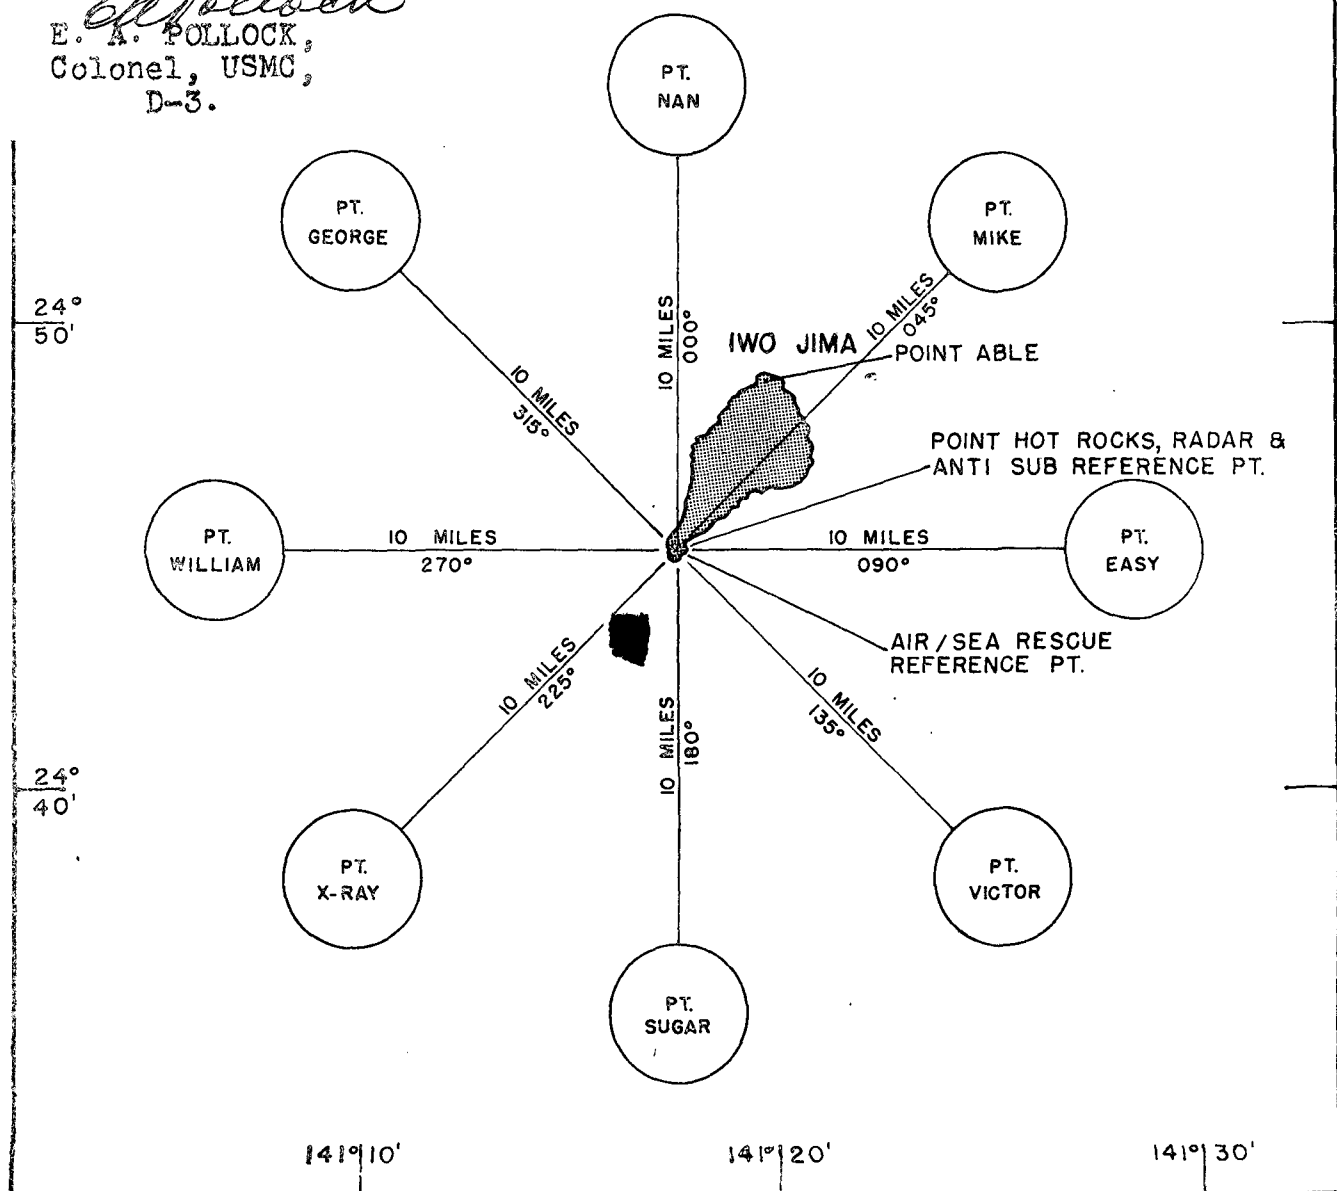 EAPollock
E. A. POLLOCK,
Colonel, USMC,
D-3.
PT.
NAN
PT.
GEORGE
PT.
MIKE
24°
50'
10 MILES
000°
10 MILES
045°
IWO JIMA
POINT ABLE
10 MILES
315°
POINT HOT ROCKS, RADAR &
ANTI SUB REFERENCE PT.
PT.
WILLIAM
10 MILES
270°
10 MILES
090°
PT.
EASY
AIR/SEA RESCUE
REFERENCE PT.
10 MILES
225°
10 MILES
180°
10 MILES
135°
24°
40'
PT.
X-RAY
PT.
VICTOR
PT.
SUGAR
141°10'
141°20'
141°30'